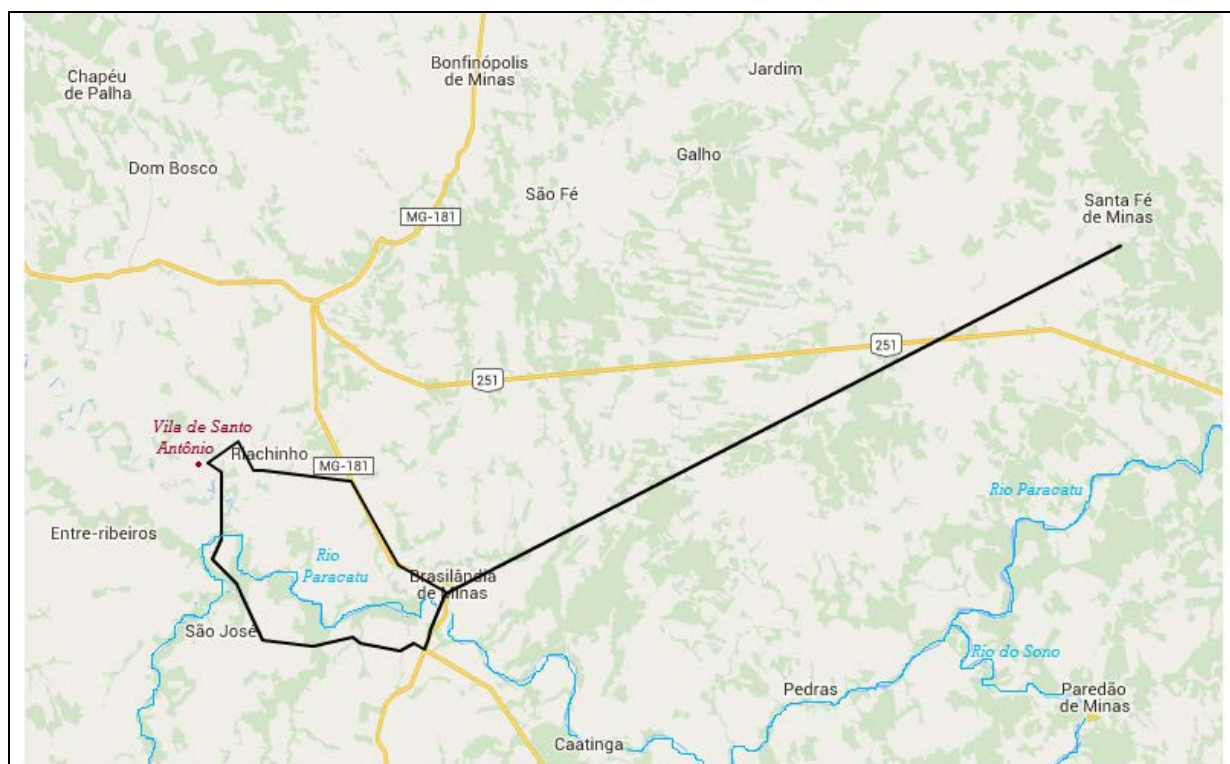 Bonfinópolis
de Minas
Jardim
Chapéu
de Palha
Galho
Dom Bosco
São Fé
Santa Fé
de Minas
MG-181
251
251
Vila de Santo
Antônio
Riachinho
MG-181
Rio Paracatu
Entre-ribeiros
Rio
Paracatu
Brasilândia
de Minas
São José
Rio do Sono
Pedras
Paredão
de Minas
Caatinga